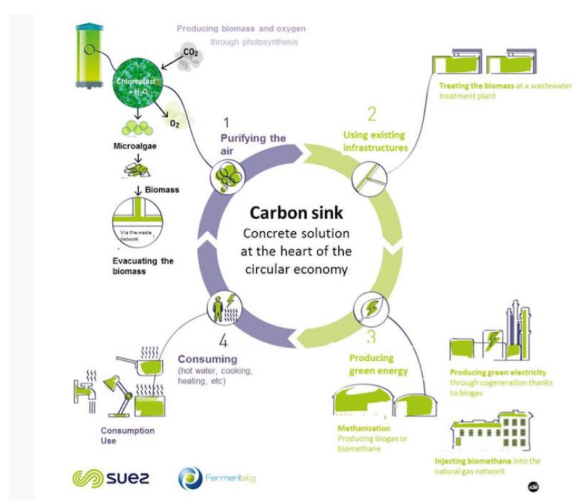 Producing biomass and oxygen
through photosynthesis
CO2
Chloroplast
+ H2O
O2
Microalgae
Biomass
Via the waste
network
Evacuating the
biomass
1
Purifying the
air
2
Using existing
infrastructures
Treating the biomass at a wastewater
treatment plant
Carbon sink
Concrete solution
at the heart of the
circular economy
3
Producing
green energy
Methanization
Producing biogas or
biomethane
Producing green electricity
through cogeneration thanks
to biogas
Injecting biomethane into the
natural gas network
4
Consuming
(hot water, cooking,
heating, etc)
Consumption
Use
suez
Fermentalg